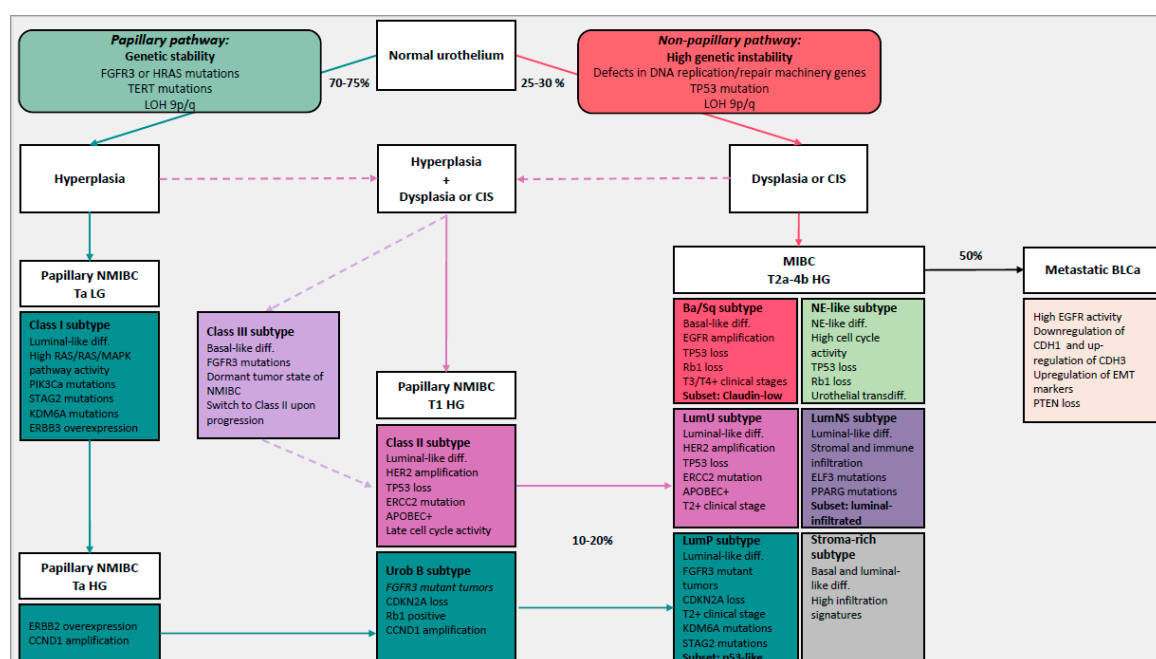 Papillary pathway:
Genetic stability
FGFR3 or HRAS mutations
TERT mutations
LOH 9p/q
Normal urothelium
Non-papillary pathway:
High genetic instability
Defects in DNA replication/repair machinery genes
TP53 mutation
LOH 9p/q
70-75%
25-30 %
Hyperplasia
Hyperplasia
+
Dysplasia or CIS
Dysplasia or CIS
Papillary NMIBC
Ta LG
Class I subtype
Luminal-like diff.
High RAS/RAS/MAPK
pathway activity
PIK3Ca mutations
STAG2 mutations
KDM6A mutations
ERBB3 overexpression
Class III subtype
Basal-like diff.
FGFR3 mutations
Dormant tumor state of
NMIBC
Switch to Class II upon
progression
Papillary NMIBC
T1 HG
Class II subtype
Luminal-like diff.
HER2 amplification
TP53 loss
ERCC2 mutation
APOBEC+
Late cell cycle activity
MIBC
T2a-4b HG
50%
Metastatic BLCa
Ba/Sq subtype
Basal-like diff.
EGFR amplification
TP53 loss
Rb1 loss
T3/T4+ clinical stages
Subset: Claudin-low
NE-like subtype
NE-like diff.
High cell cycle
activity
TP53 loss
Rb1 loss
Urothelial transdiff.
High EGFR activity
Downregulation of
CDH1 and up-
regulation of CDH3
Upregulation of EMT
markers
PTEN loss
LumU subtype
Luminal-like diff.
HER2 amplification
TP53 loss
ERCC2 mutation
APOBEC+
T2+ clinical stage
LumNS subtype
Luminal-like diff.
Stromal and immune
infiltration
ELF3 mutations
PPARG mutations
Subset: luminal-
infiltrated
10-20%
Papillary NMIBC
Ta HG
ERBB2 overexpression
CCND1 amplification
Urob B subtype
FGFR3 mutant tumors
CDKN2A loss
Rb1 positive
CCND1 amplification
LumP subtype
Luminal-like diff.
FGFR3 mutant
tumors
CDKN2A loss
T2+ clinical stage
KDM6A mutations
STAG2 mutations
Subset: p53-like
Stroma-rich
subtype
Basal and luminal-
like diff.
High infiltration
signatures